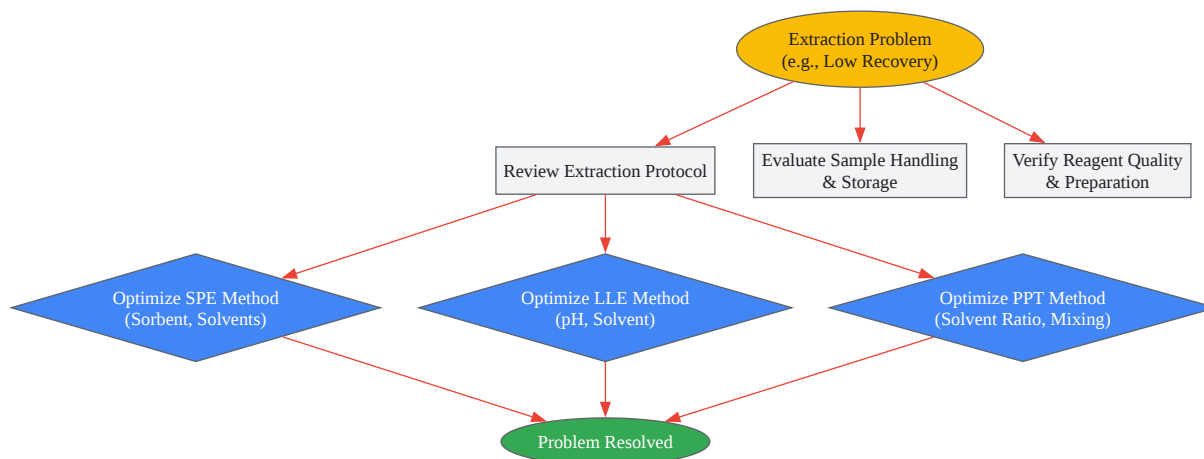 Extraction Problem
(e.g., Low Recovery)
Review Extraction Protocol
Evaluate Sample Handling
& Storage
Verify Reagent Quality
& Preparation
Optimize SPE Method
(Sorbent, Solvents)
Optimize LLE Method
(pH, Solvent)
Optimize PPT Method
(Solvent Ratio, Mixing)
Problem Resolved